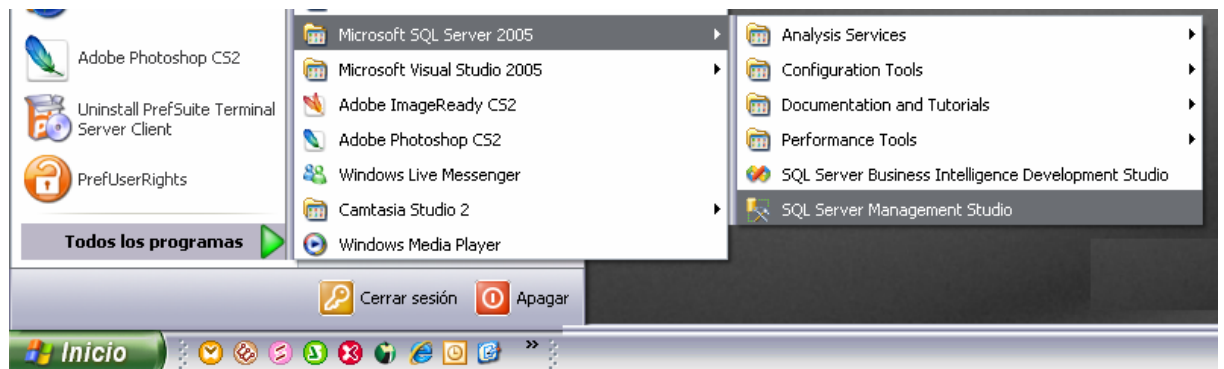 Adobe Photoshop CS2
Uninstall PrefSuite Terminal
Server Client
PrefUserRights
Todos los programas
Microsoft SQL Server 2005
Microsoft Visual Studio 2005
Adobe ImageReady CS2
Adobe Photoshop CS2
Windows Live Messenger
Camtasia Studio 2
Windows Media Player
Analysis Services
Configuration Tools
Documentation and Tutorials
Performance Tools
SQL Server Business Intelligence Development Studio
SQL Server Management Studio
Cerrar sesión
Apagar
Inicio